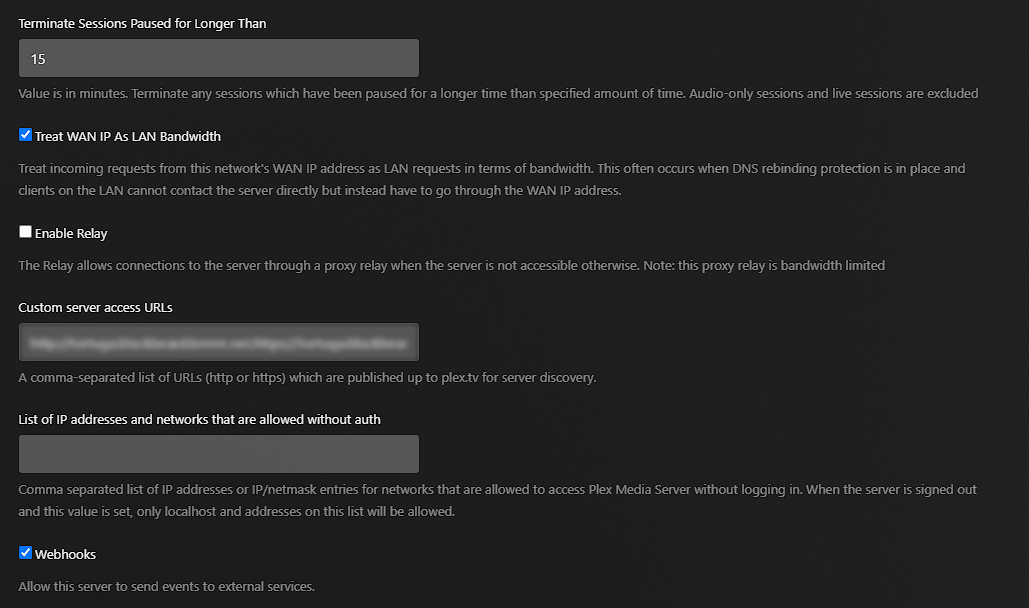 Terminate Sessions Paused for Longer Than
15
Value is in minutes. Terminate any sessions which have been paused for a longer time than specified amount of time. Audio-only sessions and live sessions are excluded
Treat WAN IP As LAN Bandwidth
Treat incoming requests from this network's WAN IP address as LAN requests in terms of bandwidth. This often occurs when DNS rebinding protection is in place and
clients on the LAN cannot contact the server directly but instead have to go through the WAN IP address.
Enable Relay
The Relay allows connections to the server through a proxy relay when the server is not accessible otherwise. Note: this proxy relay is bandwidth limited
Custom server access URLs
A comma-separated list of URLs (http or https) which are published up to plex.tv for server discovery.
List of IP addresses and networks that are allowed without auth
Comma separated list of IP addresses or IP/netmask entries for networks that are allowed to access Plex Media Server without logging in. When the server is signed out
and this value is set, only localhost and addresses on this list will be allowed.
Webhooks
Allow this server to send events to external services.